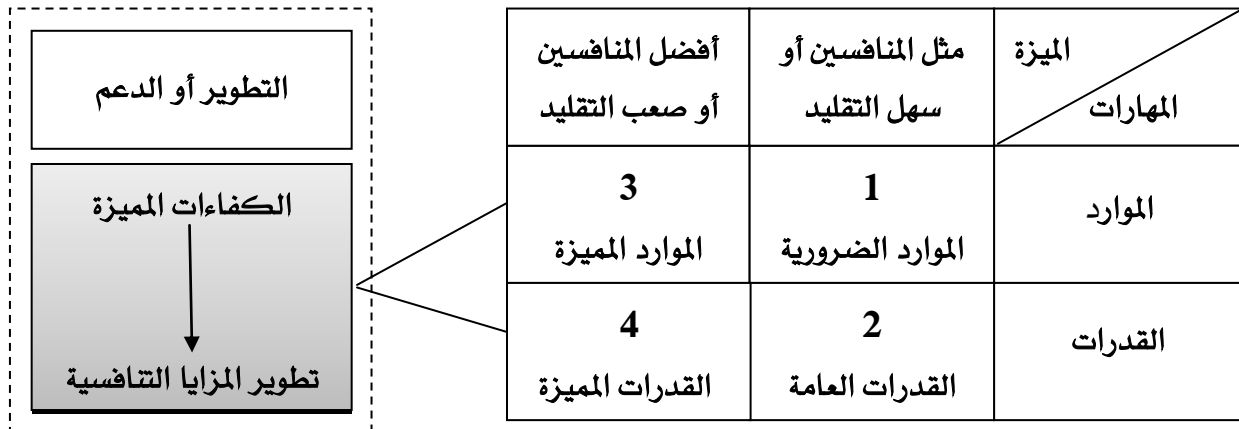 الميزة
المهارات
مثل المنافسين أو
سهل التقليد
أفضل المنافسين
أو صعب التقليد
الموارد
1
الموارد الضرورية
3
الموارد المميزة
القدرات
2
القدرات العامة
4
القدرات المميزة
التطوير أو الدعم
الكفاءات المميزة
تطوير المزايا التنافسية